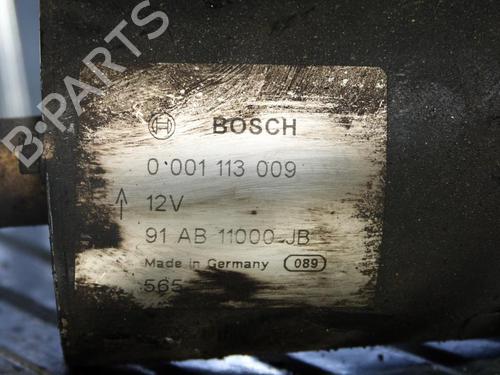 B-PARTS
BOSCH
0 001 113 009
↑ 12V
91 AB 11000 JB
Made in Germany 089
565